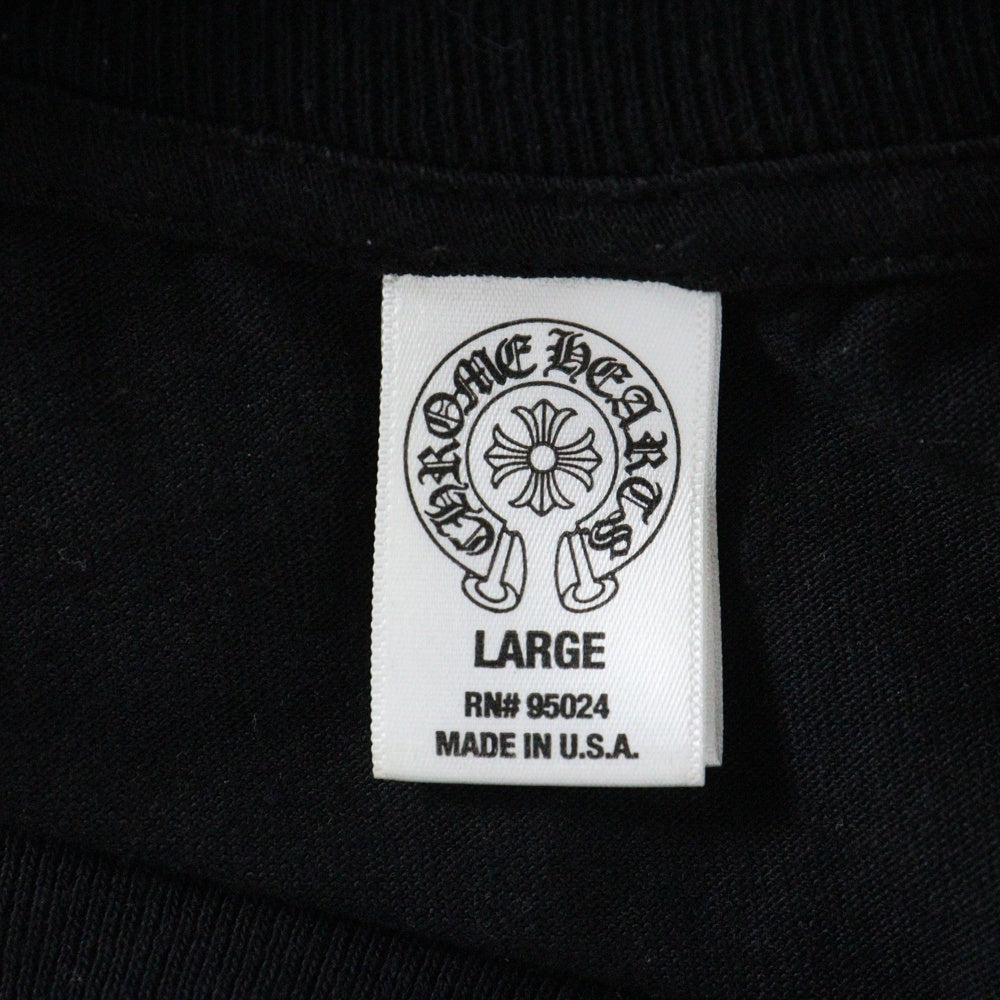 CHROME HEARTS
LARGE
RN# 95024
MADE IN U.S.A.